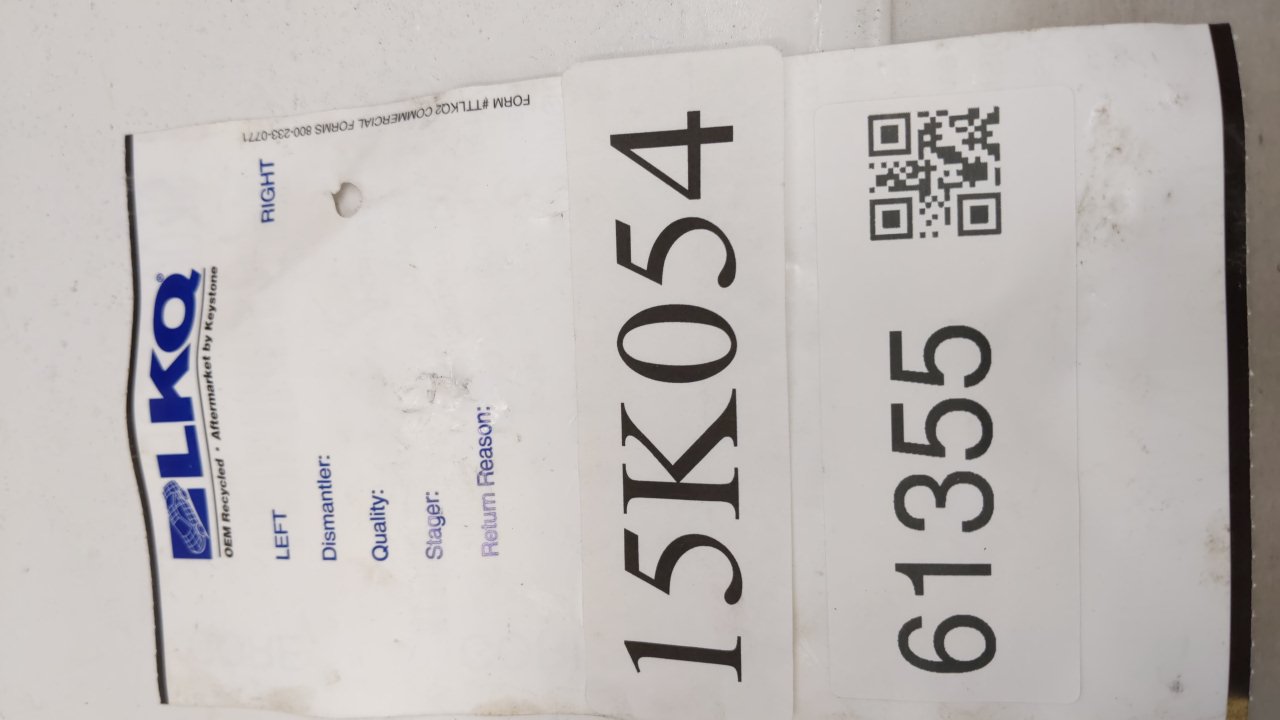 LKQ®
OEM Recycled • Aftermarket by Keystone
LEFT RIGHT
Dismantler:
Quality:
Stager:
Return Reason:
FORM #TTLKQ2 COMMERCIAL FORMS 800-233-0771
15K054
61355